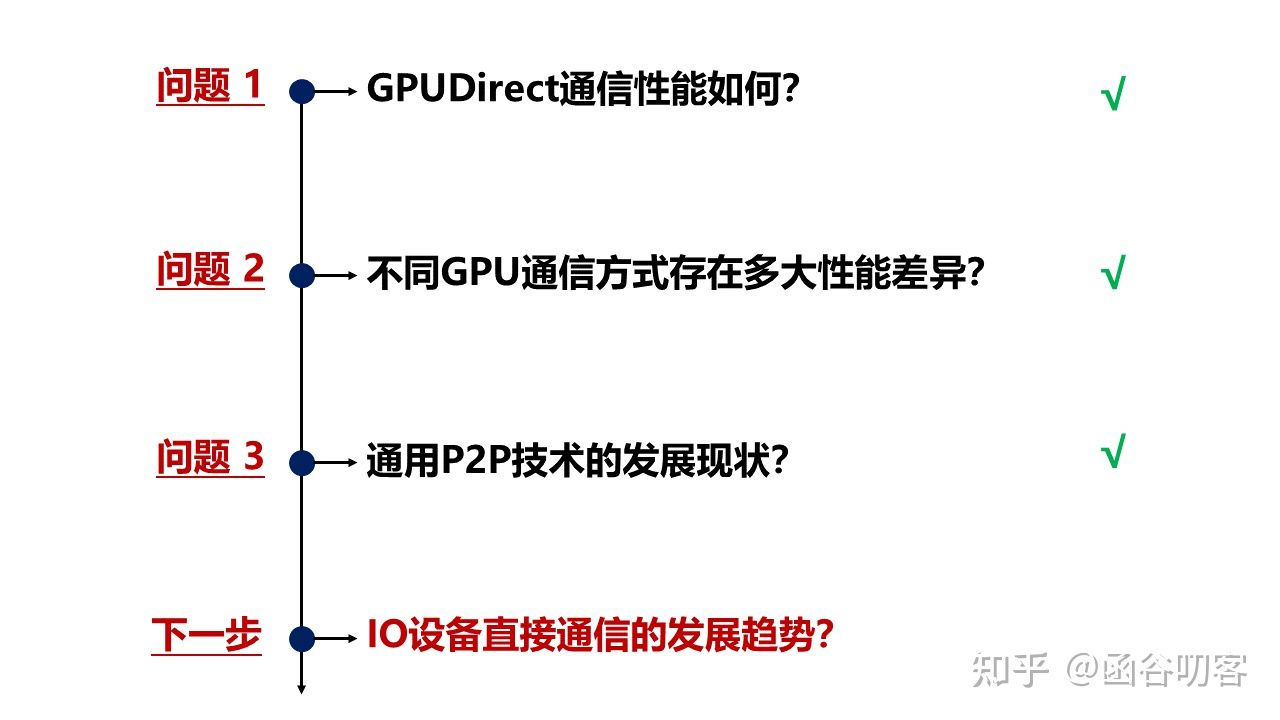 问题 1
GPUDirect通信性能如何?
√
问题 2
不同GPU通信方式存在多大性能差异?
√
问题 3
通用P2P技术的发展现状?
√
下一步
IO设备直接通信的发展趋势?
知乎 @函谷叨客